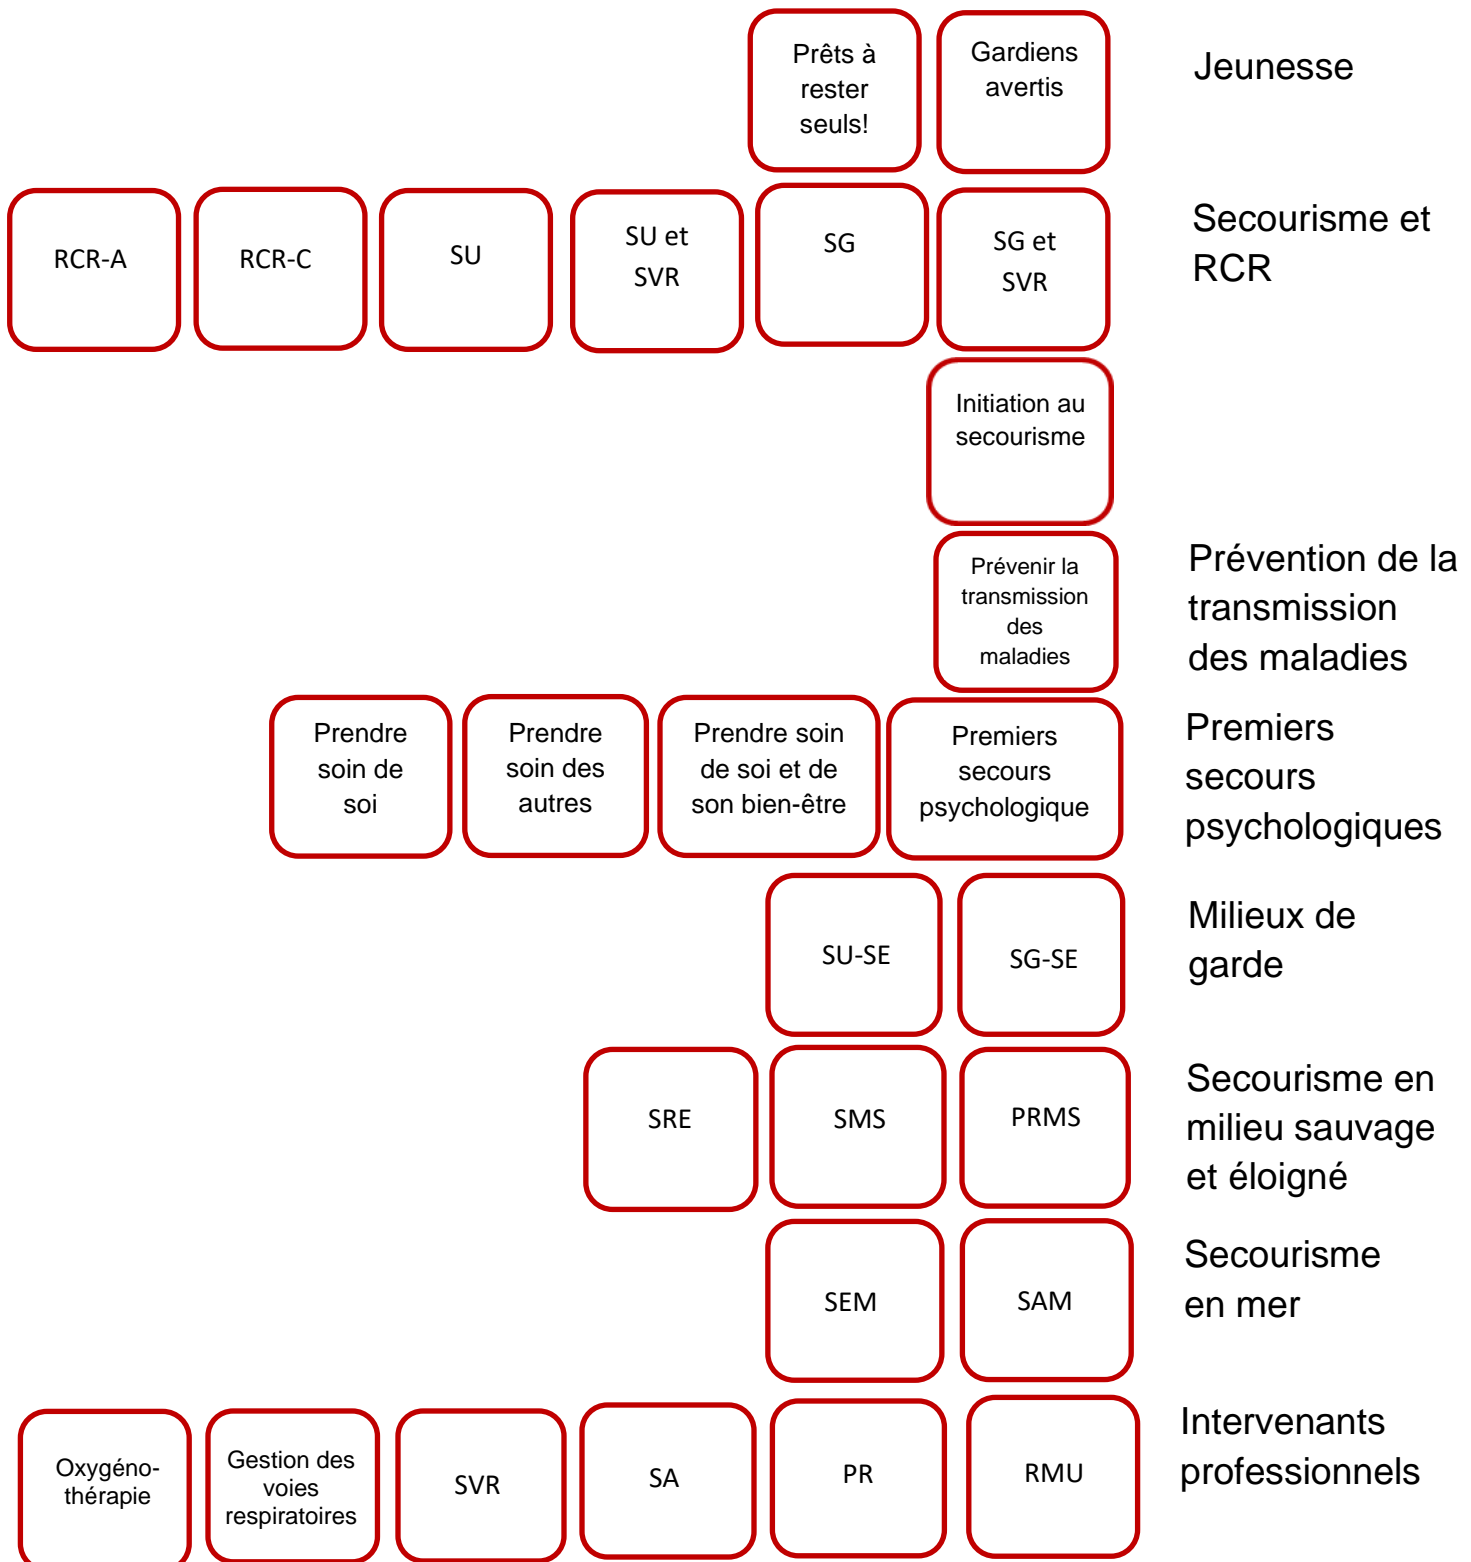 Prêts à
rester
seuls!
Gardiens
avertis
Jeunesse
RCR-A
RCR-C
SU
SU et
SVR
SG
SG et
SVR
Secourisme et
RCR
Initiation au
secourisme
Prévenir la
transmission
des
maladies
Prévention de la
transmission
des maladies
Prendre
soin de
soi
Prendre
soin des
autres
Prendre soin
de soi et de
son bien-être
Premiers
secours
psychologique
Premiers
secours
psychologiques
SU-SE
SG-SE
Milieux de
garde
SRE
SMS
PRMS
Secourisme en
milieu sauvage
et éloigné
SEM
SAM
Secourisme
en mer
Oxygéno-
thérapie
Gestion des
voies
respiratoires
SVR
SA
PR
RMU
Intervenants
professionnels